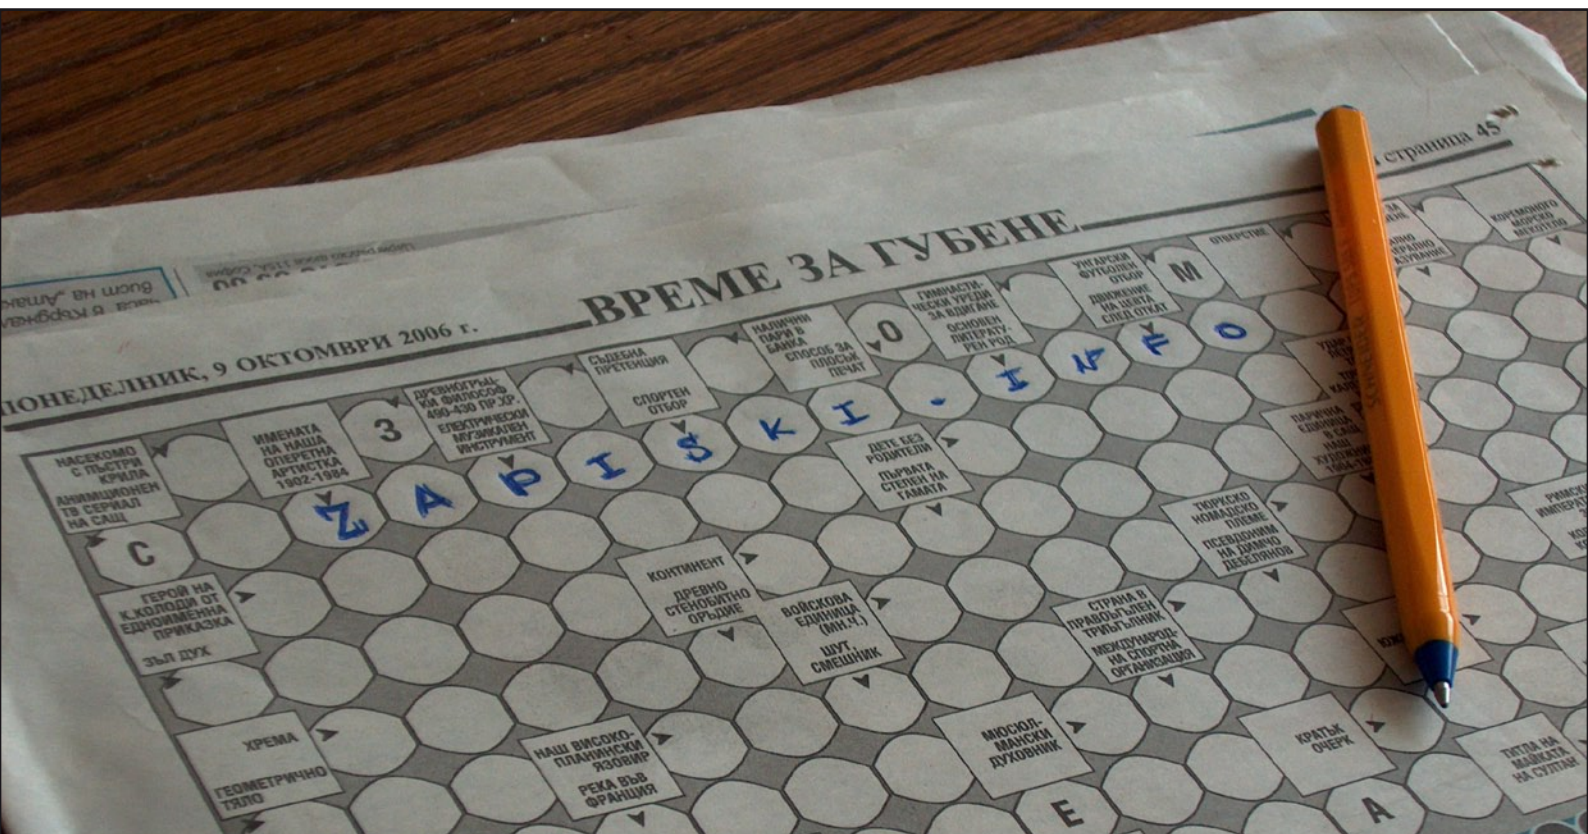 страница 45
ВРЕМЕ ЗА ГУБЕНЕ
ПОНЕДЕЛНИК, 9 ОКТОМВРИ 2006 г.
НАСЕКОМО
С ПЪСТРИ
КРИЛА
АНИМЦИОНЕН
ТВ СЕРИАЛ
НА САЩ
ИМЕНАТА
НА НАША
ОПЕРЕТНА
АРТИСТКА
1902-1984
З
ДРЕВНОГРЪЦ-
КИ ФИЛОСОФ
490-430 ПР.ХР.
ЕЛЕКТРИЧЕСКИ
МУЗИКАЛЕН
ИНСТРУМЕНТ
СЪДЕБНА
ПРЕТЕНЦИЯ
СПОРТЕН
ОТБОР
НАЛИЧНИ
ПАРИ В
БАНКА
СПОСОБ ЗА
ПЛОСЪК
ПЕЧАТ
О
ГИМНАСТИ-
ЧЕСКИ УРЕДИ
ЗА ВДИГАНЕ
ОСНОВЕН
ЛИТЕРАТУ-
РЕН РОД
УНГАРСКИ
ФУТБОЛЕН
ОТБОР
ДВИЖЕНИЕ
НА ЦЕВТА
СЛЕД ОТКАТ
М
ОТВЕРСТИЕ
КОРЕМОНОГО
МОРСКО
МЕКОТЕЛО
С
ZAPISKI.INFO
ДЕТЕ БЕЗ
РОДИТЕЛИ
ПЪРВАТА
СТЕПЕН НА
ГАМАТА
ТЮРКСКО
НОМАДСКО
ПЛЕМЕ
ПСЕВДОНИМ
НА ДИМЧО
ДЕБЕЛЯНОВ
ГЕРОЙ НА
К.КОЛОДИ ОТ
ЕДНОИМЕННА
ПРИКАЗКА
ЗЪЛ ДУХ
КОНТИНЕНТ
ДРЕВНО
СТЕНОБИТНО
ОРЪДИЕ
ВОЙСКОВА
ЕДИНИЦА
(МН.Ч.)
ШУТ,
СМЕШНИК
СТРАНА В
ПРАВОЪГЪЛЕН
ТРИЪГЪЛНИК
МЕЖДУНАРОД-
НА СПОРТНА
ОРГАНИЗАЦИЯ
ХРЕМА
ГЕОМЕТРИЧНО
ТЯЛО
НАШ ВИСОКО-
ПЛАНИНСКИ
ЯЗОВИР
РЕКА ВЪВ
ФРАНЦИЯ
МЮСЮЛ-
МАНСКИ
ДУХОВНИК
КРАТЪК
ОЧЕРК
ТИТЛА НА
МАЙКАТА
НА СУЛТАН
Е
А